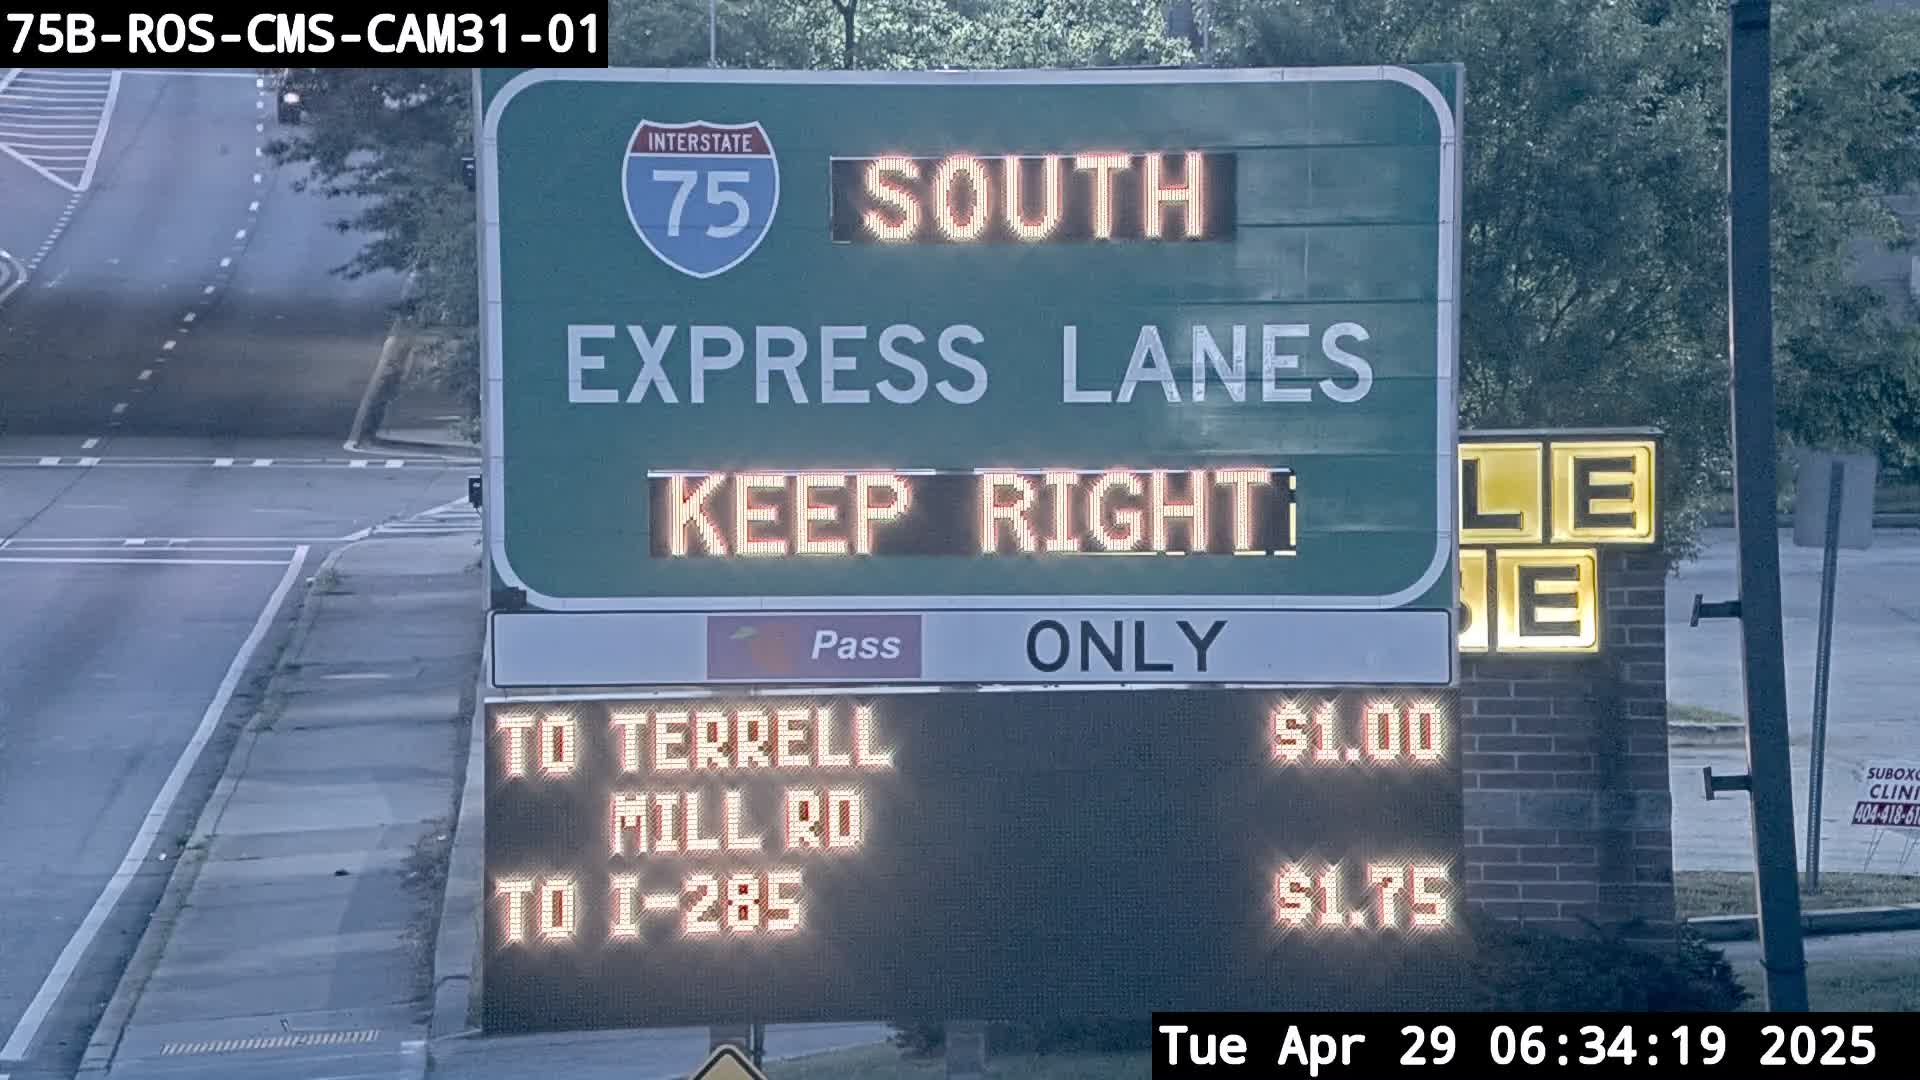 75B-ROS-CMS-CAM31-01
INTERSTATE
75
SOUTH
EXPRESS LANES
KEEP RIGHT
Pass ONLY
TO TERRELL $1.00
MILL RD
TO I-285 $1.75
LE
E
Tue Apr 29 06:34:19 2025